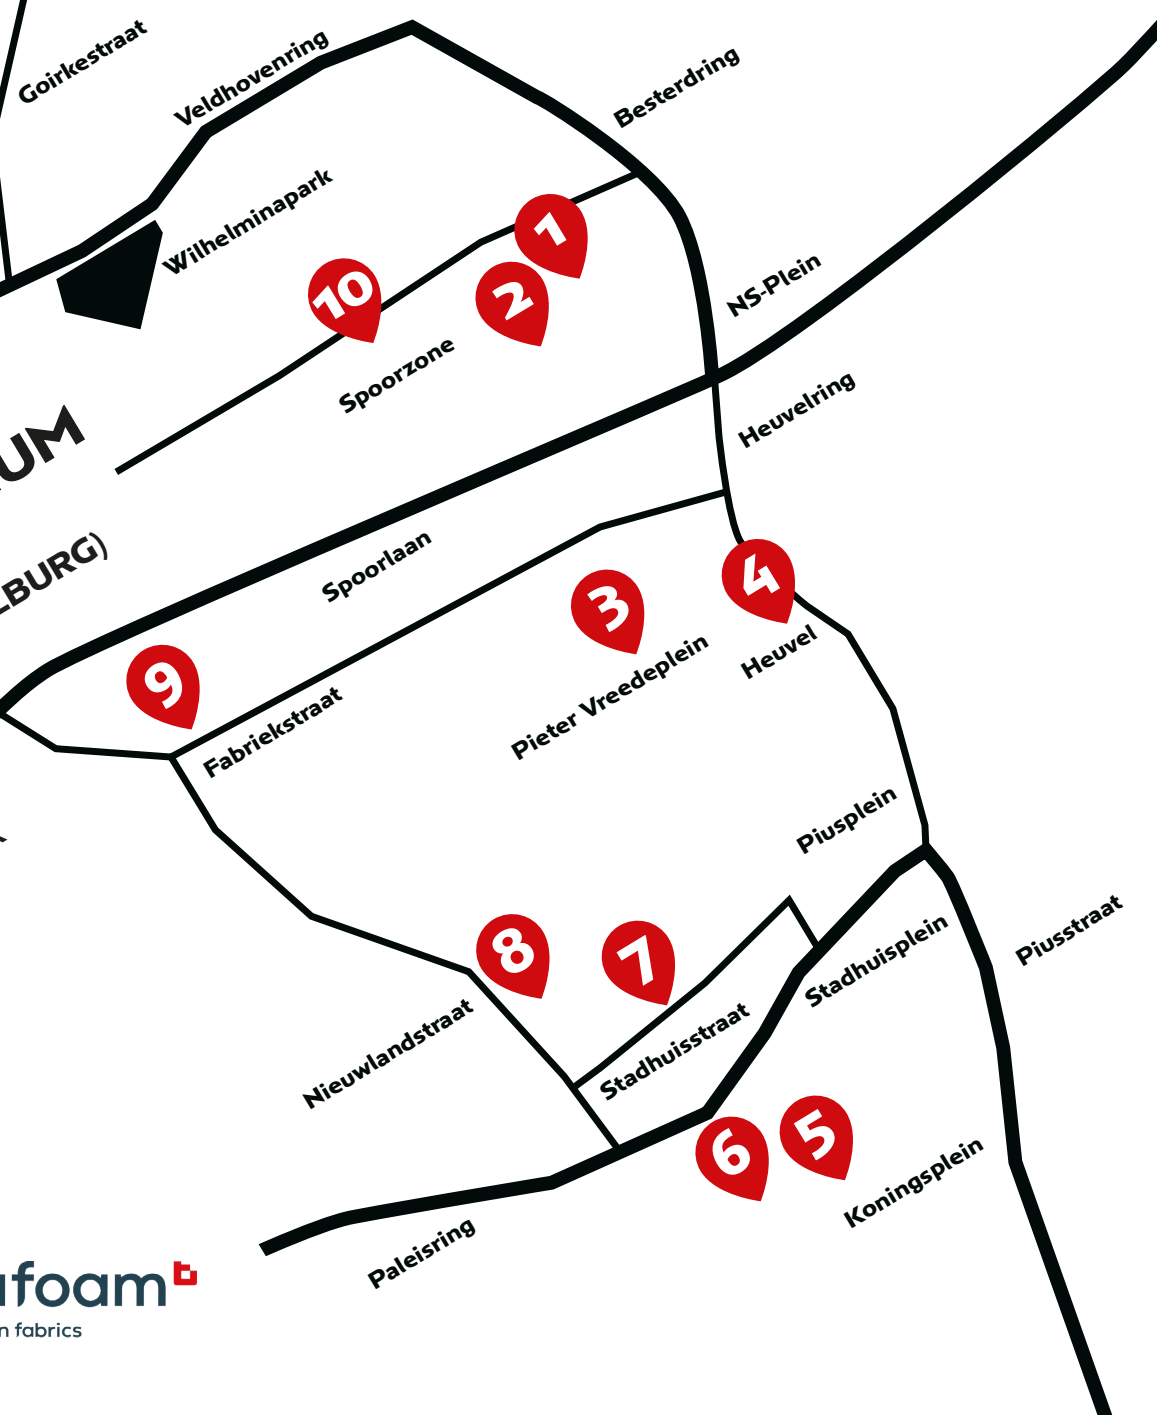 Goirkestraat
Veldhovenring
Besterdring
Wilhelminapark
1
NS-Plein
10
2
Spoorzone
Heuvelring
UM
LBURG)
Spoorlaan
4
3
Heuvel
Pieter Vreedeplein
9
Fabriekstraat
Piusplein
Piusstraat
Stadhuisplein
8
7
Nieuwlandstraat
Stadhuisstraat
6
5
Koningsplein
Paleisring
foam
n fabrics